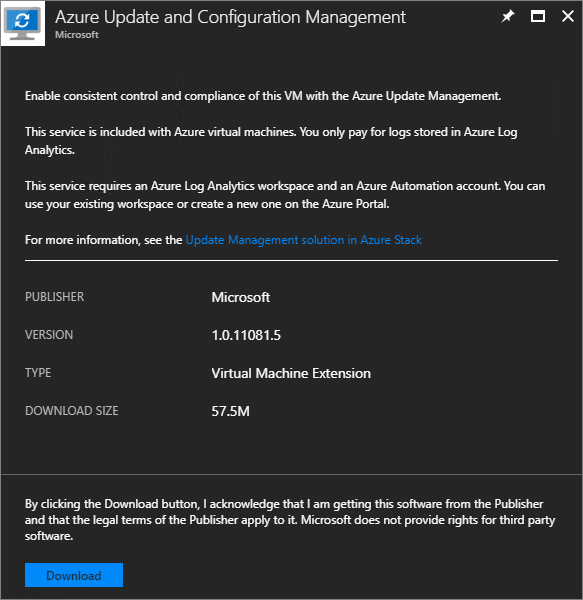 Azure Update and Configuration Management
Microsoft
Enable consistent control and compliance of this VM with the Azure Update Management.
This service is included with Azure virtual machines. You only pay for logs stored in Azure Log
Analytics.
This service requires an Azure Log Analytics workspace and an Azure Automation account. You can
use your existing workspace or create a new one on the Azure Portal.
For more information, see the Update Management solution in Azure Stack
PUBLISHER Microsoft
VERSION 1.0.11081.5
TYPE Virtual Machine Extension
DOWNLOAD SIZE 57.5M
By clicking the Download button, I acknowledge that I am getting this software from the Publisher
and that the legal terms of the Publisher apply to it. Microsoft does not provide rights for third party
software.
Download